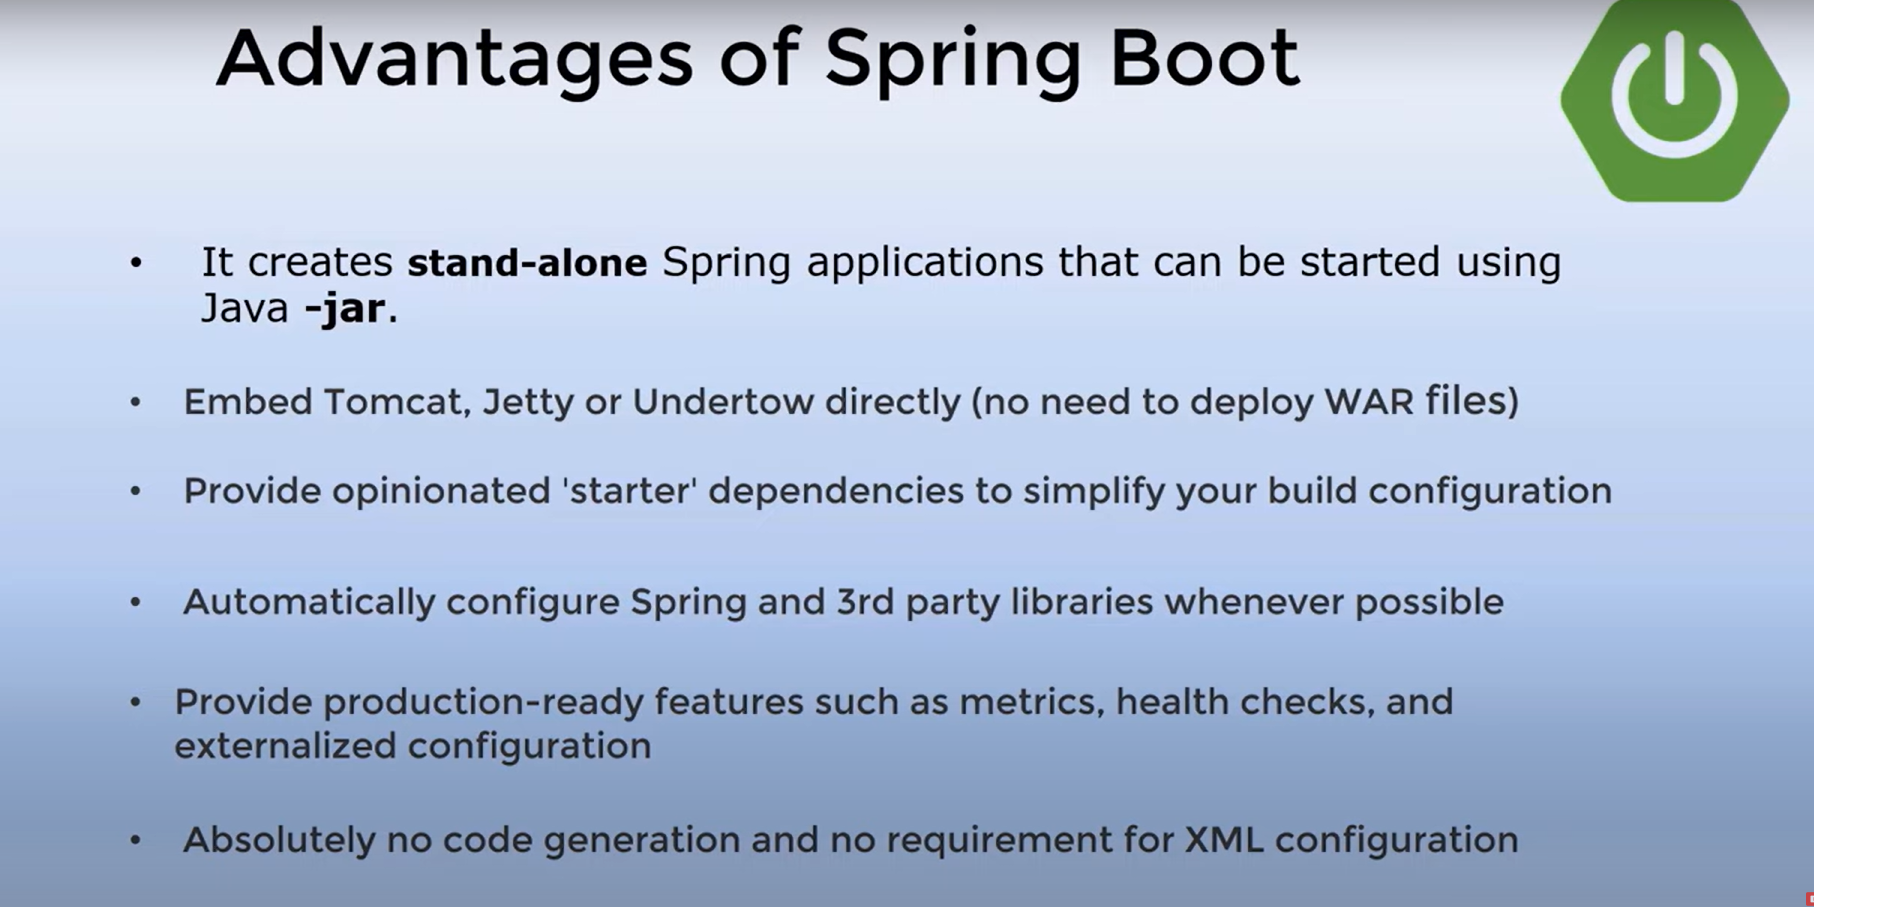 Advantages of Spring Boot
• It creates stand-alone Spring applications that can be started using
Java -jar.
• Embed Tomcat, Jetty or Undertow directly (no need to deploy WAR files)
• Provide opinionated 'starter' dependencies to simplify your build configuration
• Automatically configure Spring and 3rd party libraries whenever possible
• Provide production-ready features such as metrics, health checks, and
externalized configuration
• Absolutely no code generation and no requirement for XML configuration